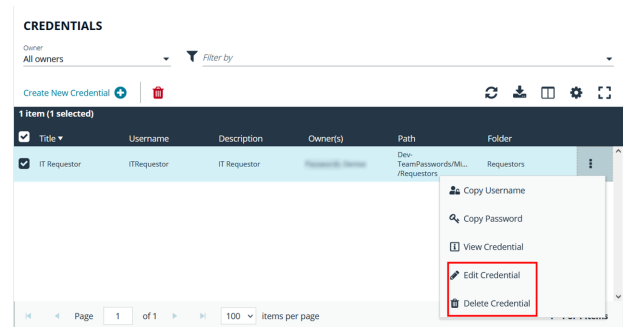 CREDENTIALS
Owner
All owners
Filter by
Create New Credential
1 item (1 selected)
Title Username Description Owner(s) Path Folder
IT Requestor ITRequestor IT Requestor Dev-TeamPasswords/Mi.../Requestors Requestors
Copy Username
Copy Password
View Credential
Edit Credential
Delete Credential
Page 1 of 1 100 items per page